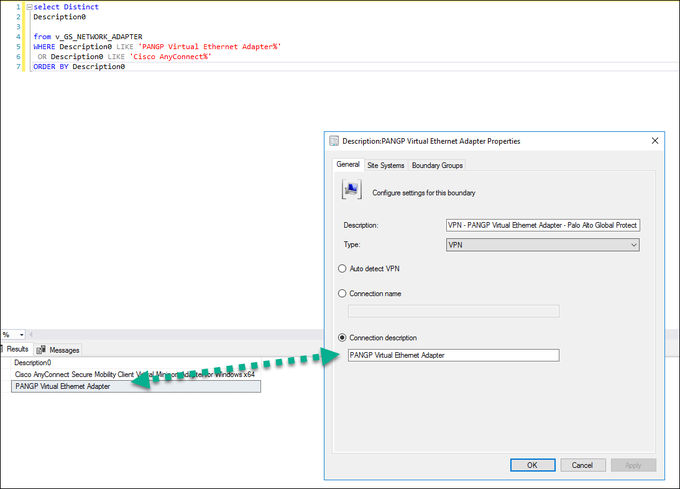 1 select Distinct
2 Description0
3
4 from v_GS_NETWORK_ADAPTER
5 WHERE Description0 LIKE 'PANGP Virtual Ethernet Adapter%'
6 OR Description0 LIKE 'Cisco AnyConnect%'
7 ORDER BY Description0
Description:PANGP Virtual Ethernet Adapter Properties
General Site Systems Boundary Groups
Configure settings for this boundary
Description: VPN - PANGP Virtual Ethernet Adapter - Palo Alto Global Protect
Type: VPN
Auto detect VPN
Connection name
Connection description
PANGP Virtual Ethernet Adapter
OK Cancel Apply
%
Results Messages
Description0
Cisco AnyConnect Secure Mobility Client Windows x64
PANGP Virtual Ethernet Adapter